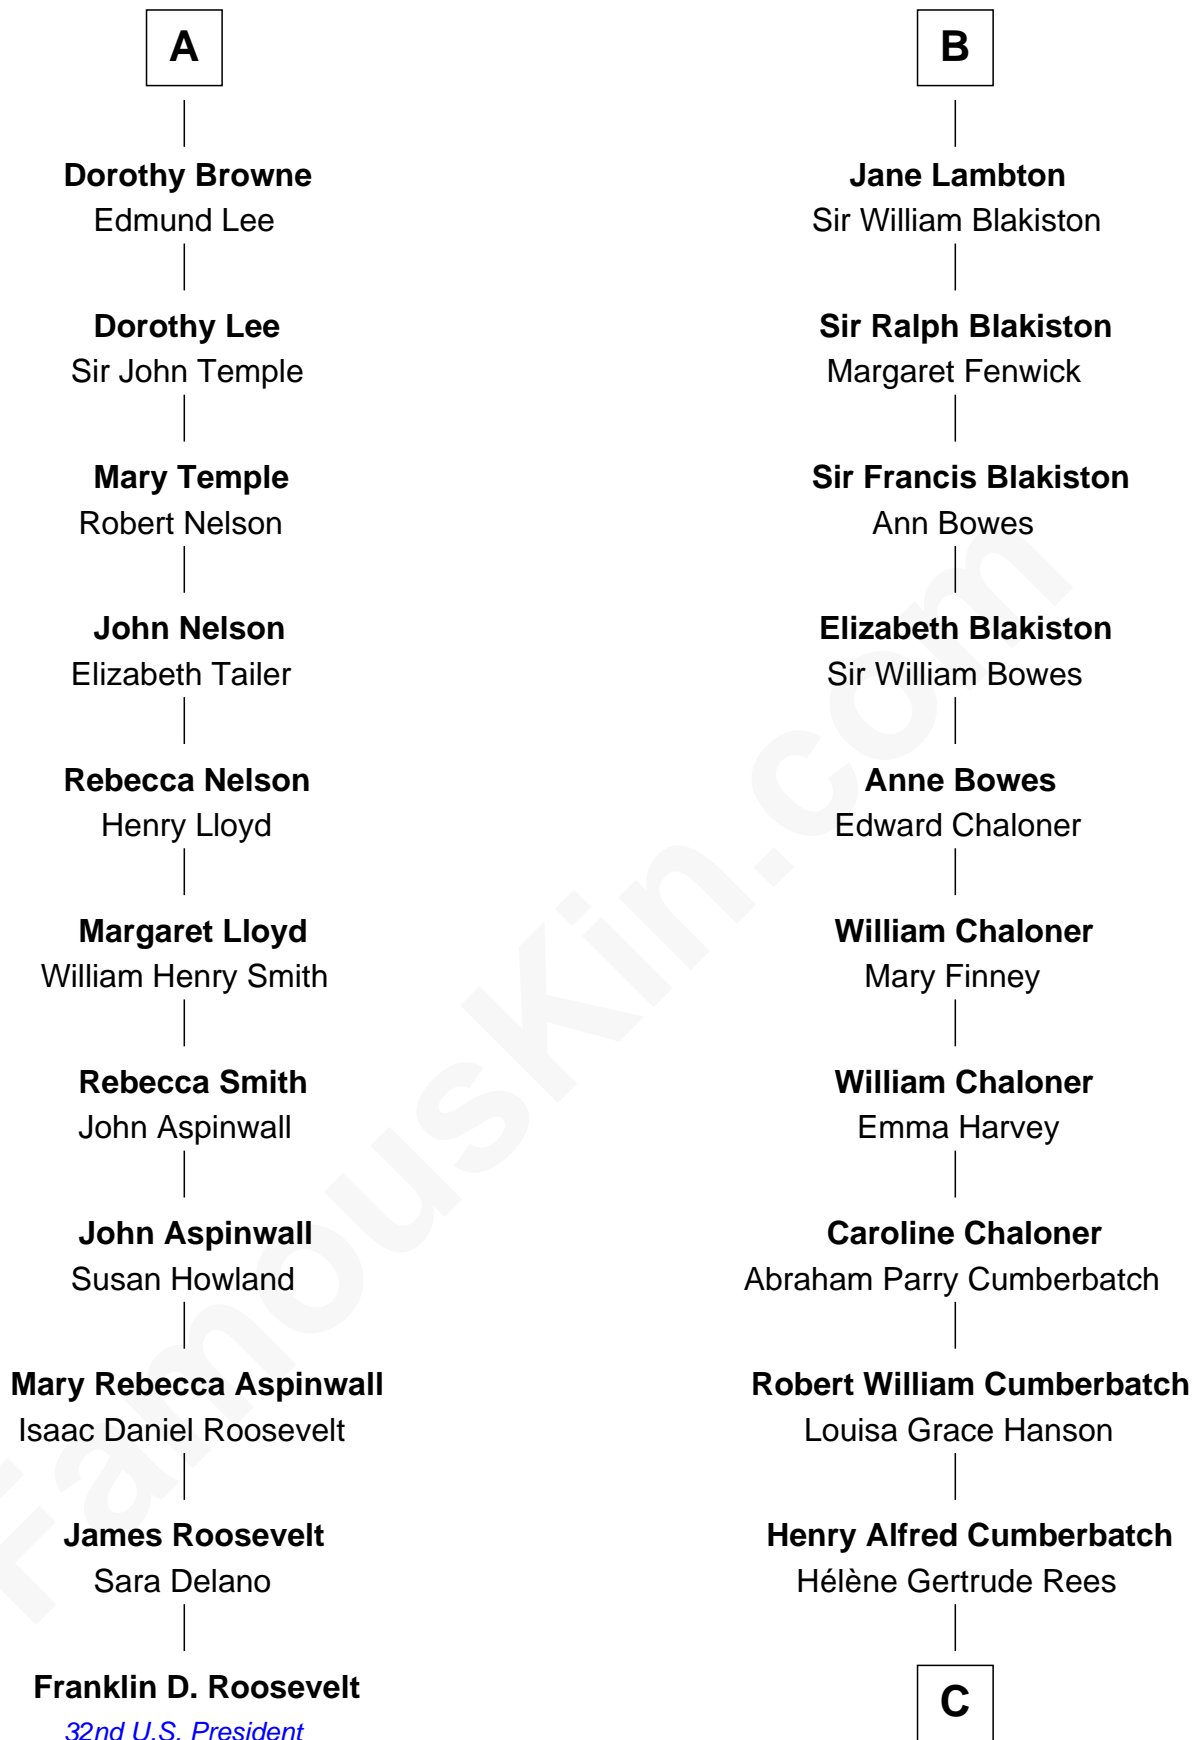 A
Dorothy Browne
Edmund Lee
Dorothy Lee
Sir John Temple
Mary Temple
Robert Nelson
John Nelson
Elizabeth Tailer
Rebecca Nelson
Henry Lloyd
Margaret Lloyd
William Henry Smith
Rebecca Smith
John Aspinwall
John Aspinwall
Susan Howland
Mary Rebecca Aspinwall
Isaac Daniel Roosevelt
James Roosevelt
Sara Delano
Franklin D. Roosevelt
32nd U.S. President
B
Jane Lambton
Sir William Blakiston
Sir Ralph Blakiston
Margaret Fenwick
Sir Francis Blakiston
Ann Bowes
Elizabeth Blakiston
Sir William Bowes
Anne Bowes
Edward Chaloner
William Chaloner
Mary Finney
William Chaloner
Emma Harvey
Caroline Chaloner
Abraham Parry Cumberbatch
Robert William Cumberbatch
Louisa Grace Hanson
Henry Alfred Cumberbatch
Hélène Gertrude Rees
C
FamousKin.com